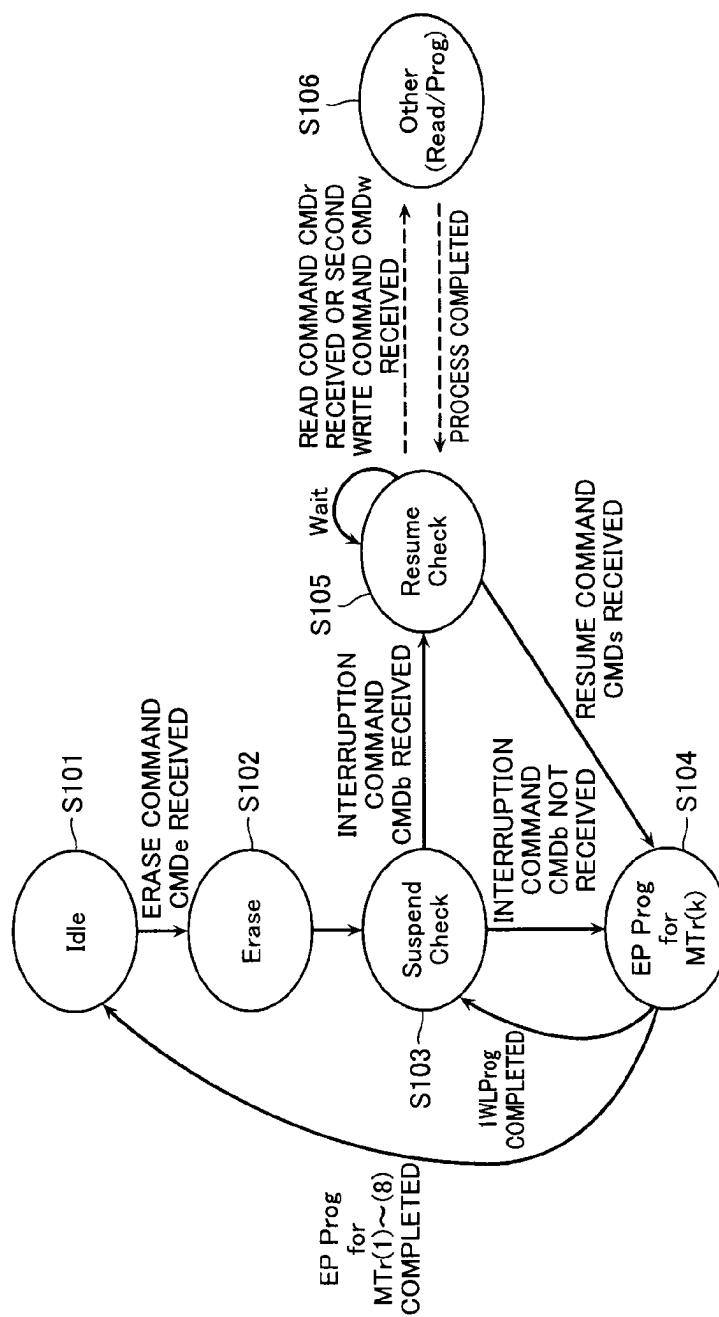 S101
Idle
ERASE COMMAND
CMDe RECEIVED
S102
Erase
S103
Suspend
Check
INTERRUPTION
COMMAND
CMDb RECEIVED
S105
Resume
Check
Wait
READ COMMAND CMDr
RECEIVED OR SECOND
WRITE COMMAND CMDw
RECEIVED
PROCESS COMPLETED
S106
Other
(Read/Prog)
INTERRUPTION
COMMAND
CMDb NOT
RECEIVED
RESUME COMMAND
CMDs RECEIVED
S104
EP Prog
for
MTr(k)
1WLProg
COMPLETED
EP Prog
for
MTr(1)~(8)
COMPLETED